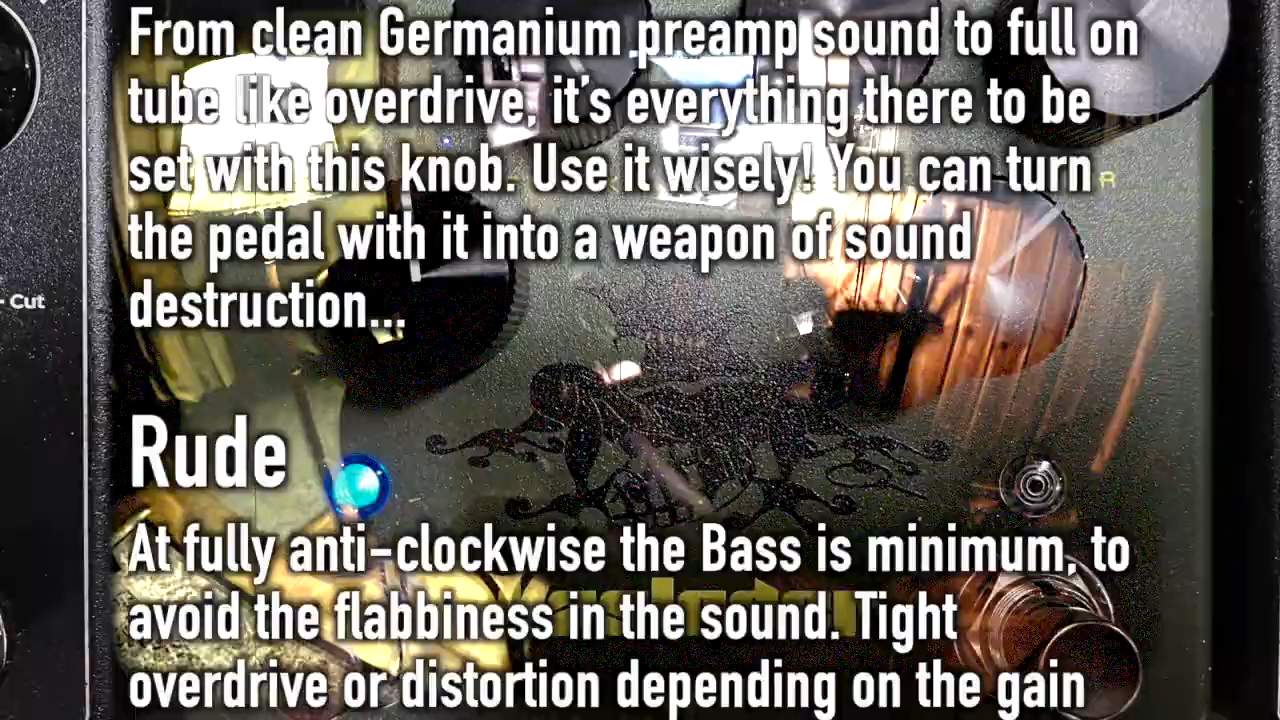 From clean Germanium preamp sound to full on
tube like overdrive, it's everything there to be
set with this knob. Use it wisely! You can turn
the pedal with it into a weapon of sound
destruction...
- Cut
Rude
At fully anti-clockwise the Bass is minimum, to
avoid the flabbiness in the sound. Tight
overdrive or distortion depending on the gain